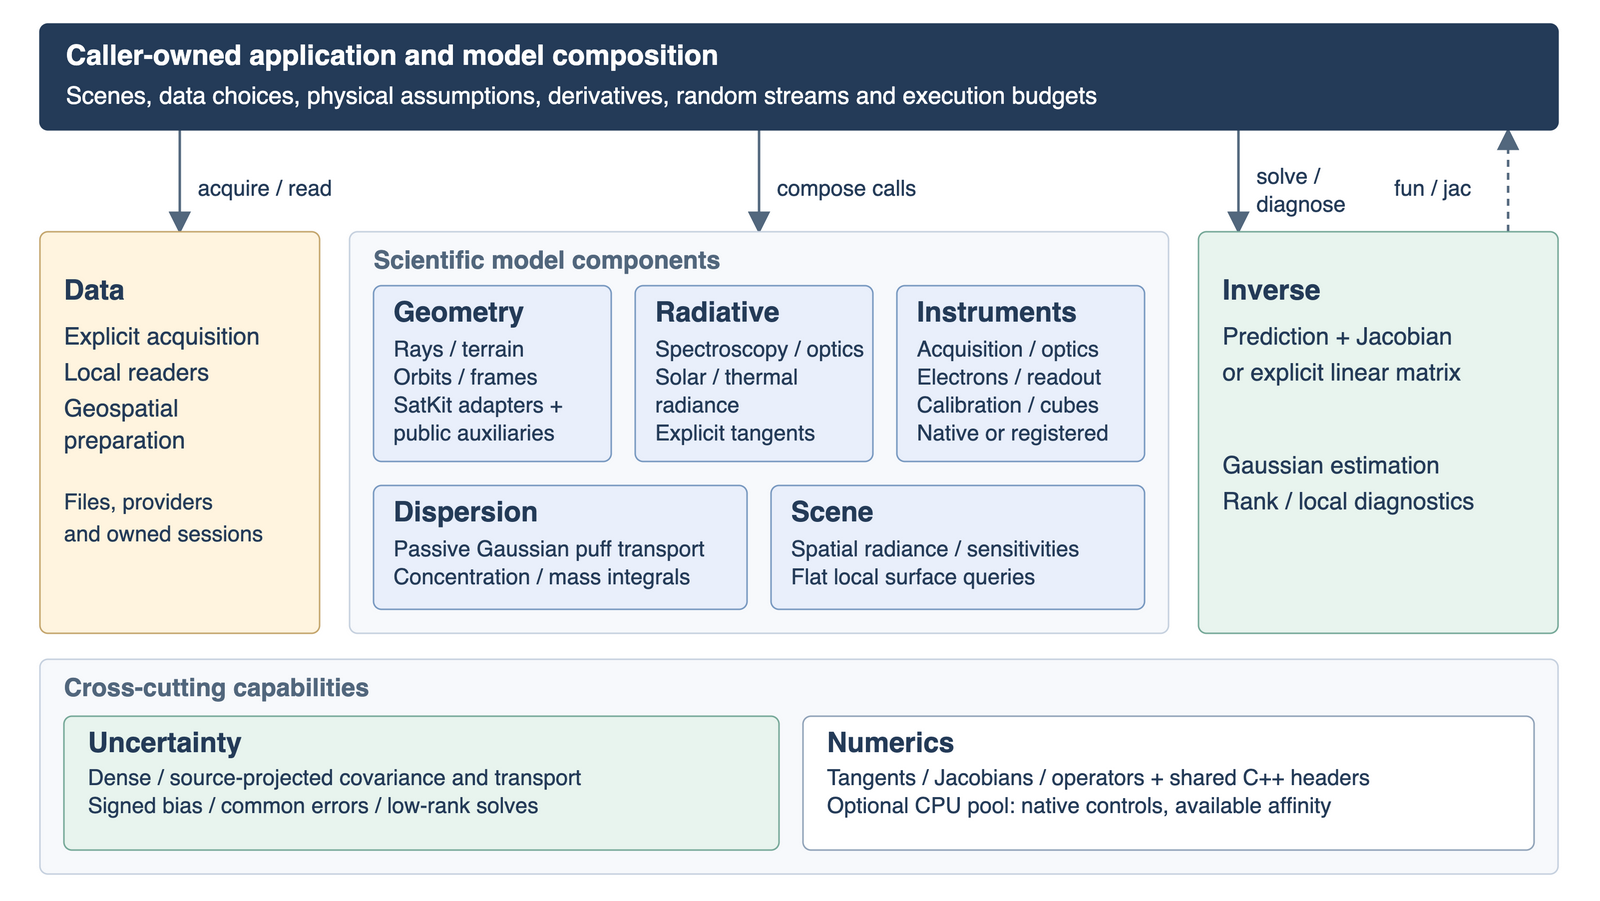 Caller-owned application and model composition
Scenes, data choices, physical assumptions, derivatives, random streams and execution budgets
acquire / read
compose calls
solve /
diagnose
fun / jac
Data
Explicit acquisition
Local readers
Geospatial
preparation
Files, providers
and owned sessions
Scientific model components
Geometry
Rays / terrain
Orbits / frames
SatKit adapters +
public auxiliaries
Radiative
Spectroscopy / optics
Solar / thermal
radiance
Explicit tangents
Instruments
Acquisition / optics
Electrons / readout
Calibration / cubes
Native or registered
Dispersion
Passive Gaussian puff transport
Concentration / mass integrals
Scene
Spatial radiance / sensitivities
Flat local surface queries
Inverse
Prediction + Jacobian
or explicit linear matrix
Gaussian estimation
Rank / local diagnostics
Cross-cutting capabilities
Uncertainty
Dense / source-projected covariance and transport
Signed bias / common errors / low-rank solves
Numerics
Tangents / Jacobians / operators + shared C++ headers
Optional CPU pool: native controls, available affinity